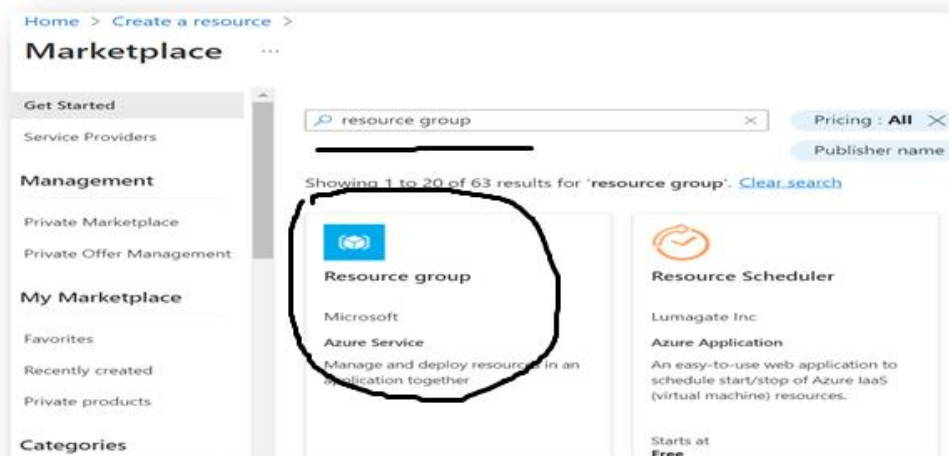 Home > Create a resource >
Marketplace ...
Get Started
Service Providers
Management
Private Marketplace
Private Offer Management
My Marketplace
Favorites
Recently created
Private products
Categories
resource group
Pricing : All
Publisher name
Showing 1 to 20 of 63 results for 'resource group'. Clear search
Resource group
Microsoft
Azure Service
Manage and deploy resources in an
application together
Resource Scheduler
Lumagate Inc
Azure Application
An easy-to-use web application to
schedule start/stop of Azure IaaS
(virtual machine) resources.
Starts at
Free